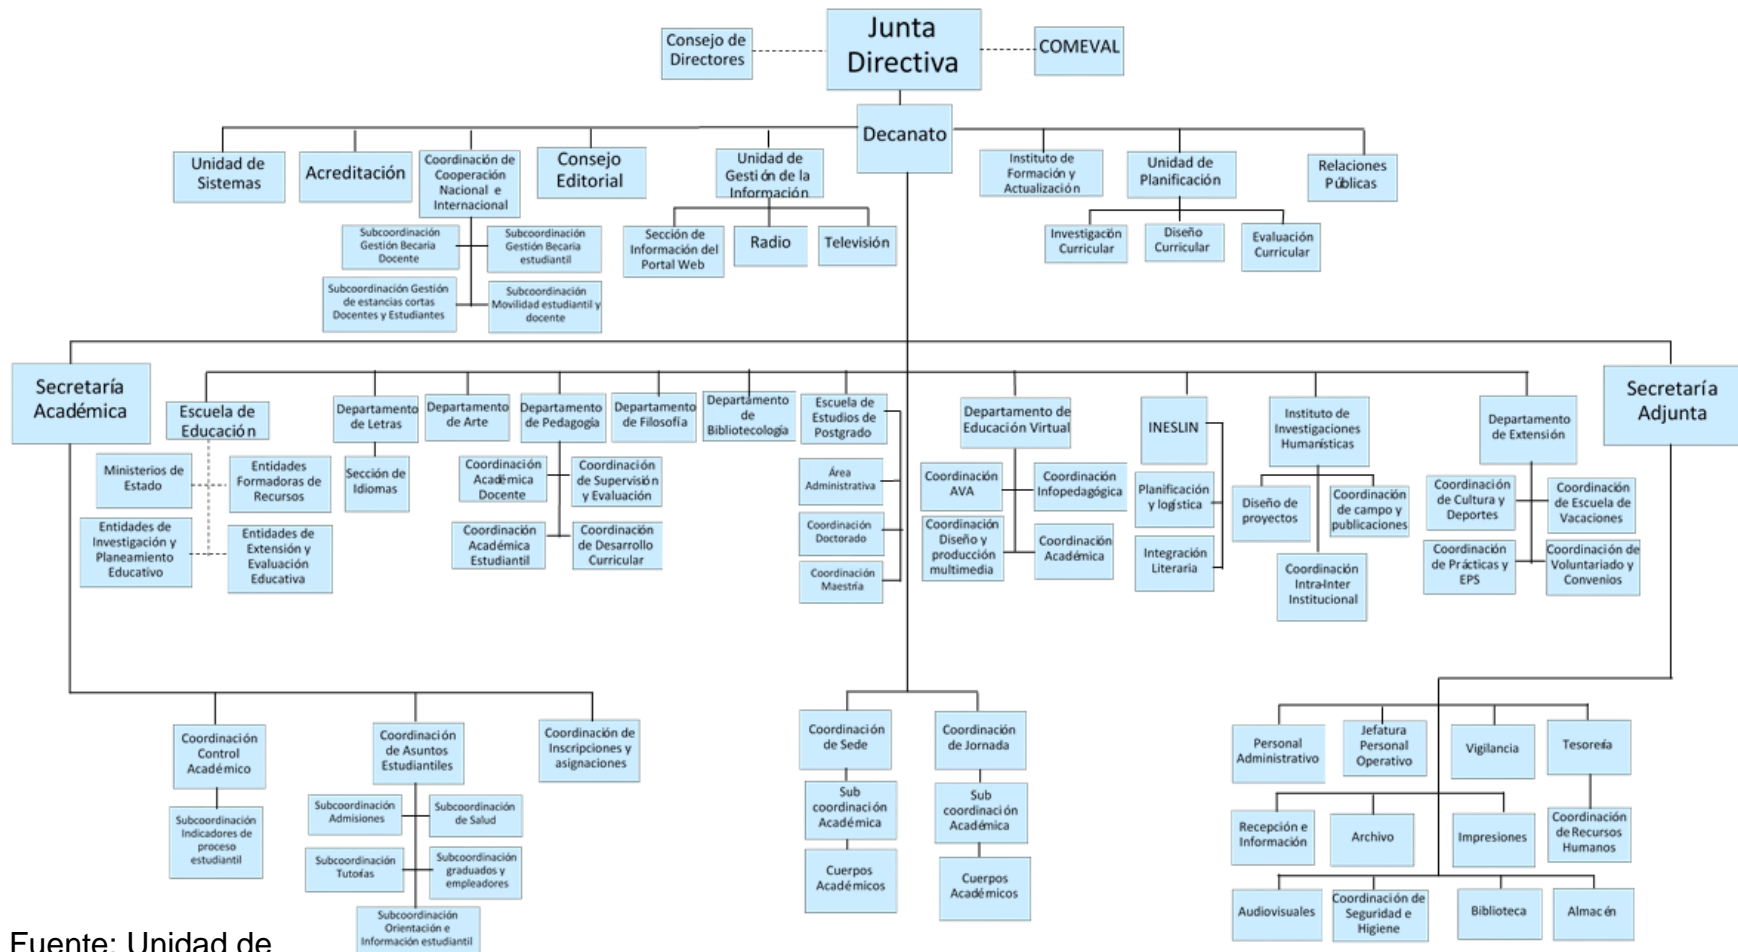 Junta
Directiva
Consejo de
Directores
COMEVAL
Decanato
Unidad de
Sistemas
Acreditación
Coordinación de
Cooperación
Nacional e
Internacional
Consejo
Editorial
Unidad de
Gestión de la
Información
Instituto de
Formación y
Actualización
Unidad de
Planificación
Relaciones
Públicas
Subcoordinación
Gestión Becaria
Docente
Subcoordinación
Gestión Becaria
estudiantil
Subcoordinación Gestión
de estancias cortas
Docentes y Estudiantes
Subcoordinación
Movilidad estudiantil y
docente
Sección de
Información del
Portal Web
Radio
Televisión
Investigación
Curricular
Diseño
Curricular
Evaluación
Curricular
Secretaría
Académica
Escuela de
Educación
Departamento
de Letras
Departamento
de Arte
Departamento
de Pedagogía
Departamento
de Filosofía
Departamento
de
Bibliotecología
Escuela de
Estudios de
Postgrado
Departamento de
Educación Virtual
INESLIN
Instituto de
Investigaciones
Humanísticas
Departamento
de Extensión
Secretaría
Adjunta
Ministerios de
Estado
Entidades
Formadoras de
Recursos
Entidades de
Investigación y
Planeamiento
Educativo
Entidades de
Extensión y
Evaluación
Educativa
Sección de
Idiomas
Coordinación
Académica
Docente
Coordinación
de Supervisión
y Evaluación
Coordinación
Académica
Estudiantil
Coordinación
de Desarrollo
Curricular
Área
Administrativa
Coordinación
Doctorado
Coordinación
Maestría
Coordinación
AVA
Coordinación
Infopedagógica
Coordinación
Diseño y
producción
multimedia
Coordinación
Académica
Planificación
y logística
Integración
Literaria
Diseño de
proyectos
Coordinación
de campo y
publicaciones
Coordinación
Intra-Inter
Institucional
Coordinación
de Cultura y
Deportes
Coordinación
de Escuela de
Vacaciones
Coordinación
de Prácticas y
EPS
Coordinación de
Voluntariado y
Convenios
Coordinación
Control
Académico
Subcoordinación
Indicadores de
proceso
estudiantil
Coordinación
de Asuntos
Estudiantiles
Coordinación de
Inscripciones y
asignaciones
Subcoordinación
Admisiones
Subcoordinación
de Salud
Subcoordinación
Tutorías
Subcoordinación
graduados y
empleadores
Subcoordinación
Orientación e
Información estudiantil
Coordinación
de Sede
Sub
coordinación
Académica
Cuerpos
Académicos
Coordinación
de Jornada
Sub
coordinación
Académica
Cuerpos
Académicos
Personal
Administrativo
Jefatura
Personal
Operativo
Vigilancia
Tesorería
Recepción e
Información
Archivo
Impresiones
Coordinación
de Recursos
Humanos
Audiovisuales
Coordinación de
Seguridad e
Higiene
Biblioteca
Almacén
Fuente: Unidad de